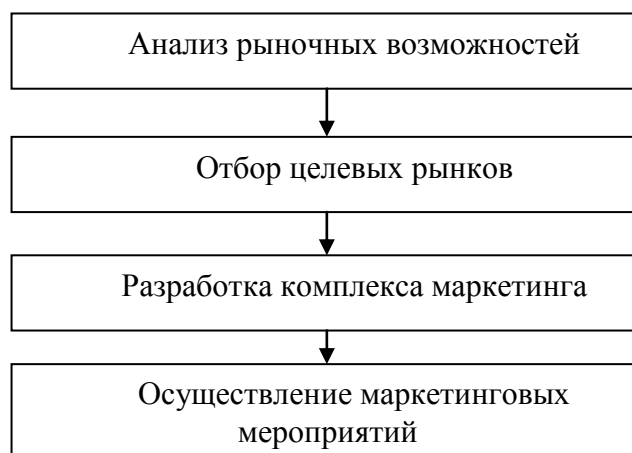 Анализ рыночных возможностей
Отбор целевых рынков
Разработка комплекса маркетинга
Осуществление маркетинговых
мероприятий